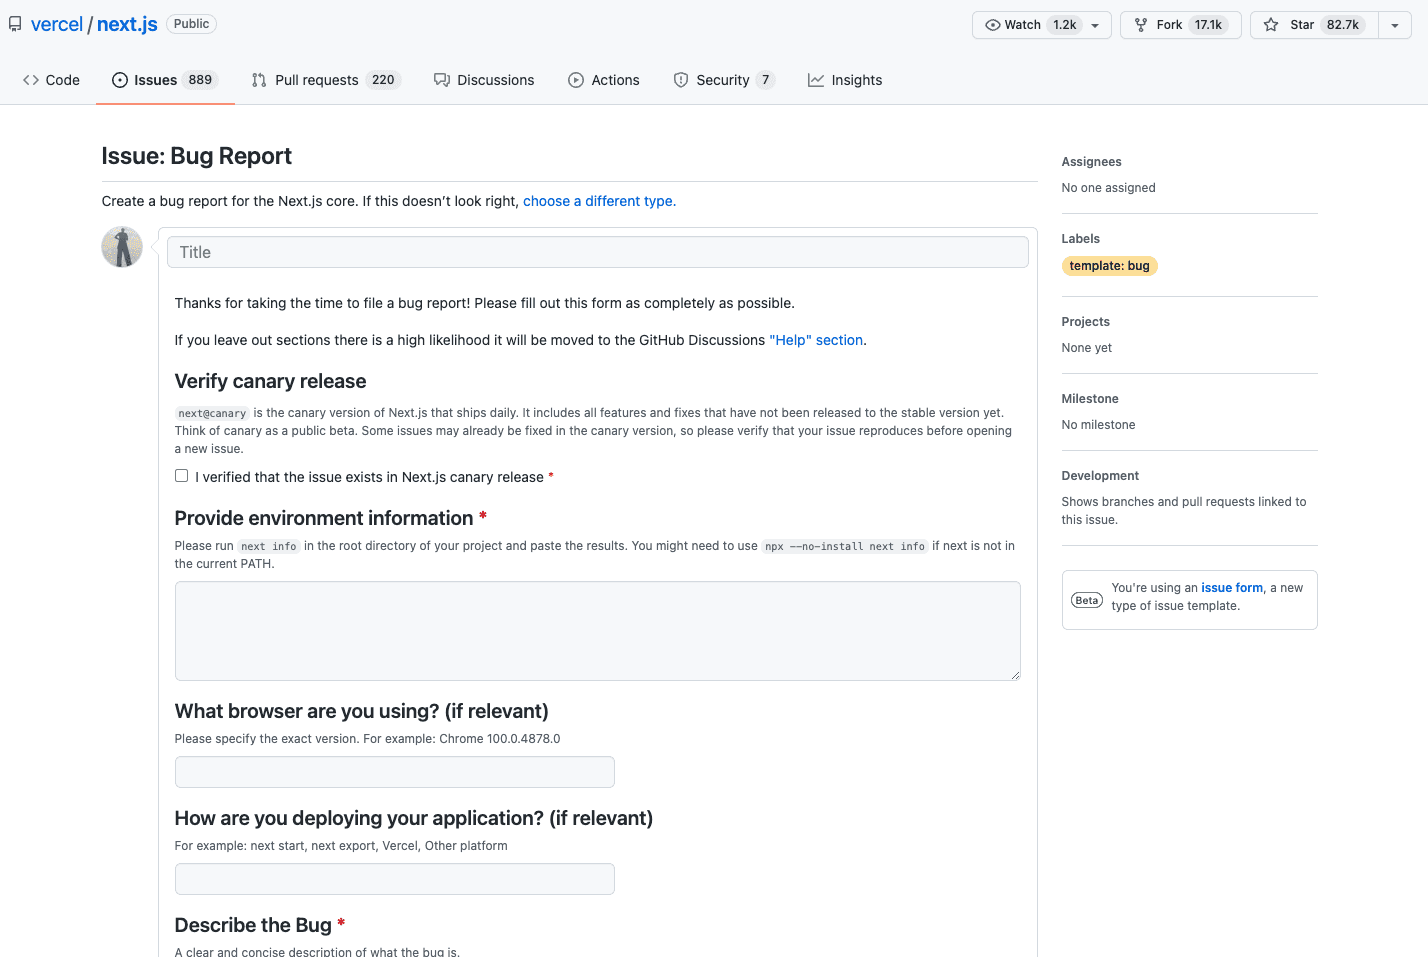 vercel / next.js Public
Watch 1.2k Fork 17.1k Star 82.7k
Code Issues 889 Pull requests 220 Discussions Actions Security 7 Insights
Issue: Bug Report
Create a bug report for the Next.js core. If this doesn’t look right, choose a different type.
Title
Thanks for taking the time to file a bug report! Please fill out this form as completely as possible.
If you leave out sections there is a high likelihood it will be moved to the GitHub Discussions "Help" section.
Verify canary release
next@canary is the canary version of Next.js that ships daily. It includes all features and fixes that have not been released to the stable version yet.
Think of canary as a public beta. Some issues may already be fixed in the canary version, so please verify that your issue reproduces before opening
a new issue.
I verified that the issue exists in Next.js canary release *
Provide environment information *
Please run next info in the root directory of your project and paste the results. You might need to use npx --no-install next info if next is not in
the current PATH.
What browser are you using? (if relevant)
Please specify the exact version. For example: Chrome 100.0.4878.0
How are you deploying your application? (if relevant)
For example: next start, next export, Vercel, Other platform
Describe the Bug *
A clear and concise description of what the bug is.
Assignees
No one assigned
Labels
template: bug
Projects
None yet
Milestone
No milestone
Development
Shows branches and pull requests linked to
this issue.
Beta
You're using an issue form, a new
type of issue template.